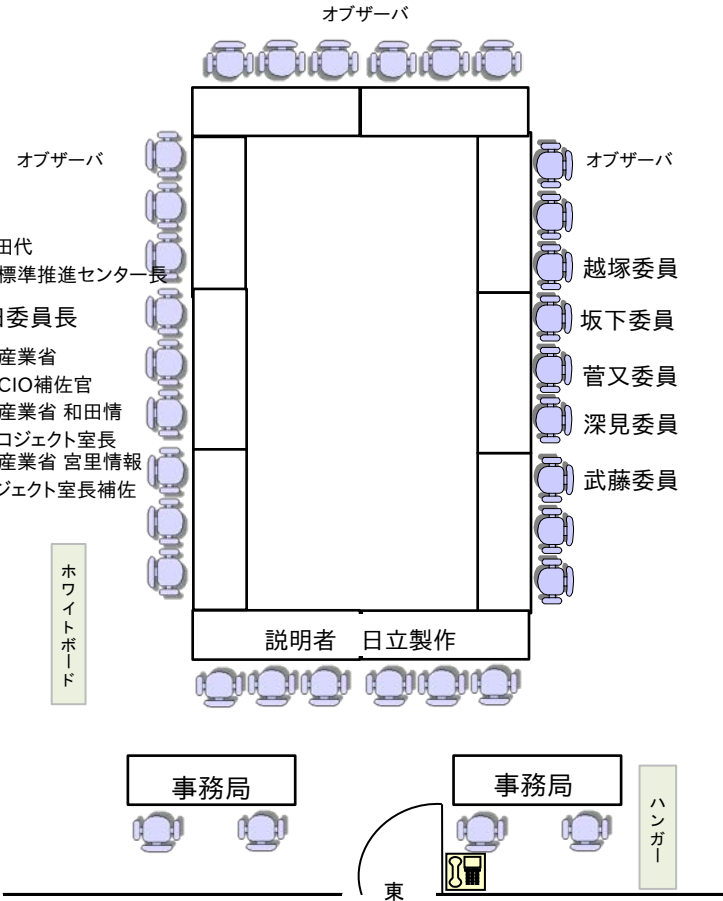 オブザーバ
オブザーバ
オブザーバ
田代
標準推進センター長
委員長
産業省
CIO補佐官
産業省 和田情
ロジェクト室長
産業省 宮里情報
ジェクト室長補佐
越塚委員
坂下委員
菅又委員
深見委員
武藤委員
ホワイトボード
説明者 日立製作
事務局
事務局
ハンガー
東